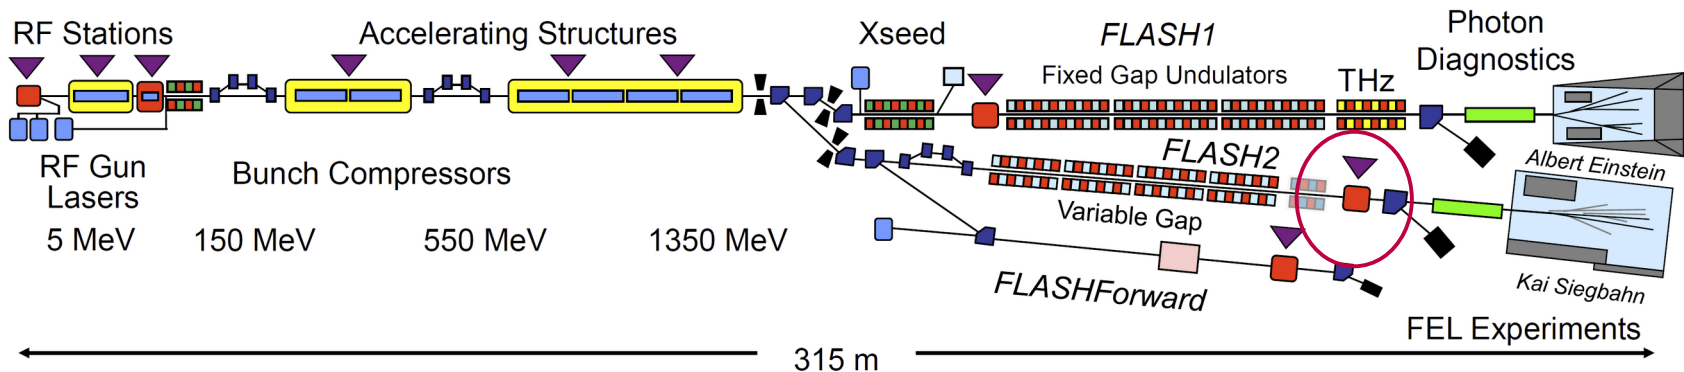 RF Stations
Accelerating Structures
Xseed
FLASH1
Photon
Diagnostics
Fixed Gap Undulators
THz
RF Gun
Lasers
Bunch Compressors
FLASH2
Albert Einstein
Variable Gap
5 MeV
150 MeV
550 MeV
1350 MeV
FLASHForward
Kai Siegbahn
FEL Experiments
315 m